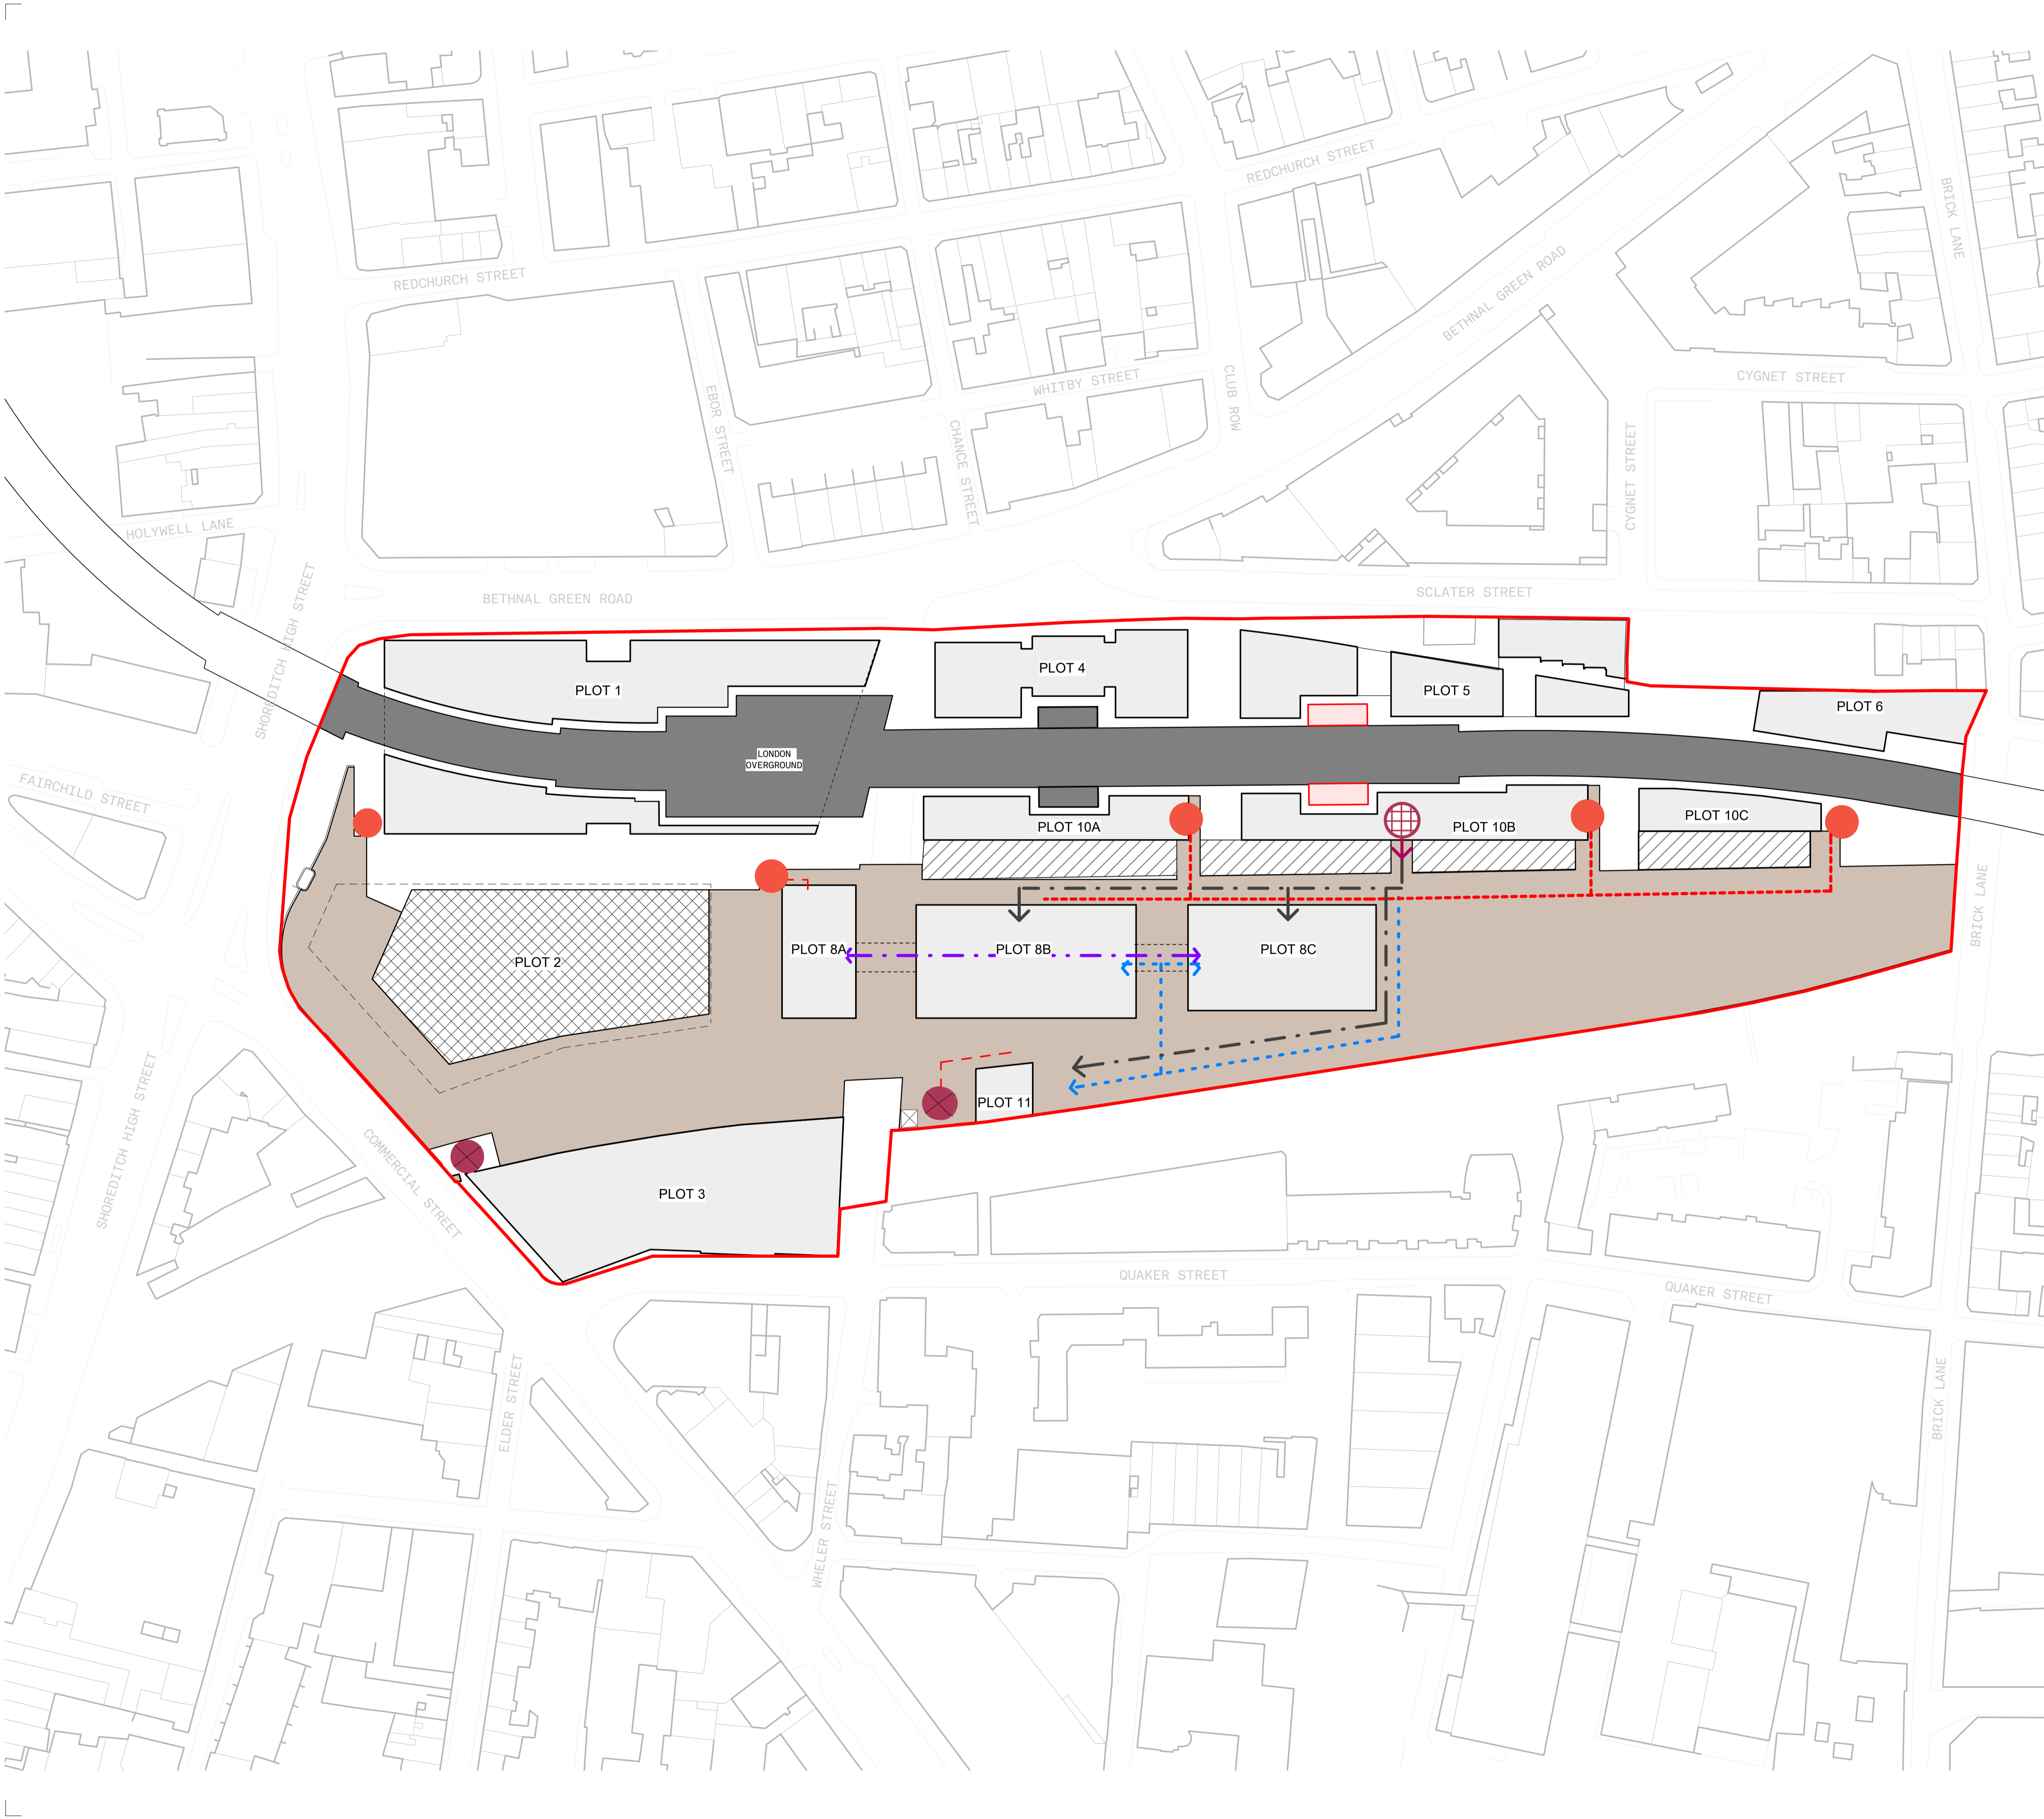 REDCHURCH STREET
BRICK LANE
REDCHURCH STREET
BETHNAL GREEN ROAD
WHITBY STREET
CLUB ROW
CYGNET STREET
EBOR STREET
CHANCE STREET
CYGNET STREET
HOLYWELL LANE
SHOREDITCH HIGH STREET
BETHNAL GREEN ROAD
SCLATER STREET
PLOT 1
PLOT 4
PLOT 5
PLOT 6
LONDON
OVERGROUND
FAIRCHILD STREET
PLOT 10A
PLOT 10B
PLOT 10C
BRICK LANE
PLOT 2
PLOT 8A
PLOT 8B
PLOT 8C
PLOT 11
SHOREDITCH HIGH STREET
COMMERCIAL STREET
PLOT 3
QUAKER STREET
QUAKER STREET
ELDER STREET
BRICK LANE
WHELER STREET